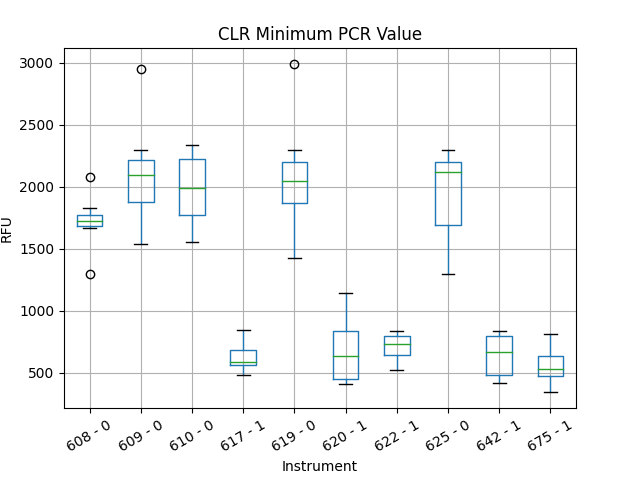 CLR Minimum PCR Value
3000
2500
2000
1500
1000
500
RFU
608 - 0
609 - 0
610 - 0
617 - 1
619 - 0
620 - 1
622 - 1
625 - 0
642 - 1
675 - 1
Instrument